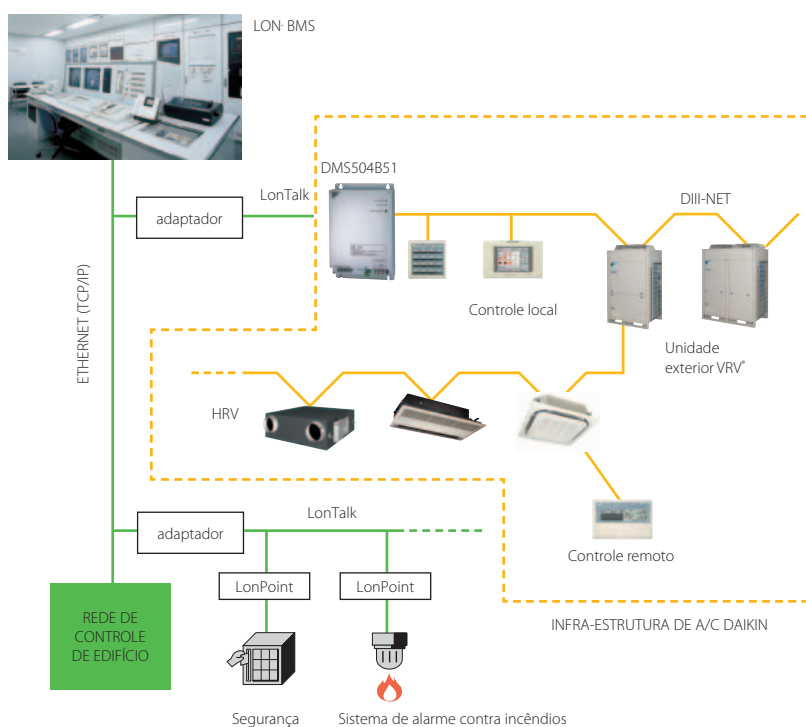 LON· BMS
DMS504B51
LonTalk
adaptador
DIII-NET
ETHERNET (TCP/IP)
Controle local
Unidade
exterior VRV®
HRV
LonTalk
adaptador
Controle remoto
LonPoint
LonPoint
REDE DE
CONTROLE
DE EDIFÍCIO
INFRA-ESTRUTURA DE A/C DAIKIN
Segurança
Sistema de alarme contra incêndios